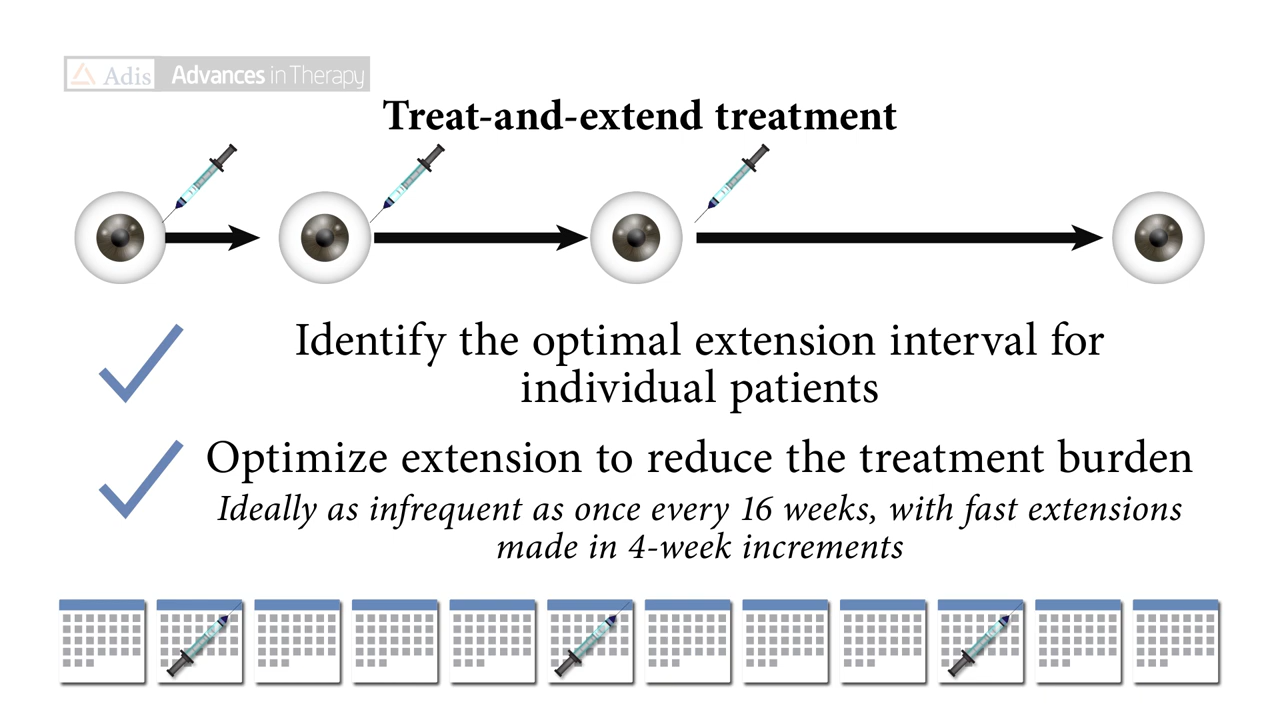 Adis Advances in Therapy
Treat-and-extend treatment
Identify the optimal extension interval for
individual patients
Optimize extension to reduce the treatment burden
Ideally as infrequent as once every 16 weeks, with fast extensions
made in 4-week increments